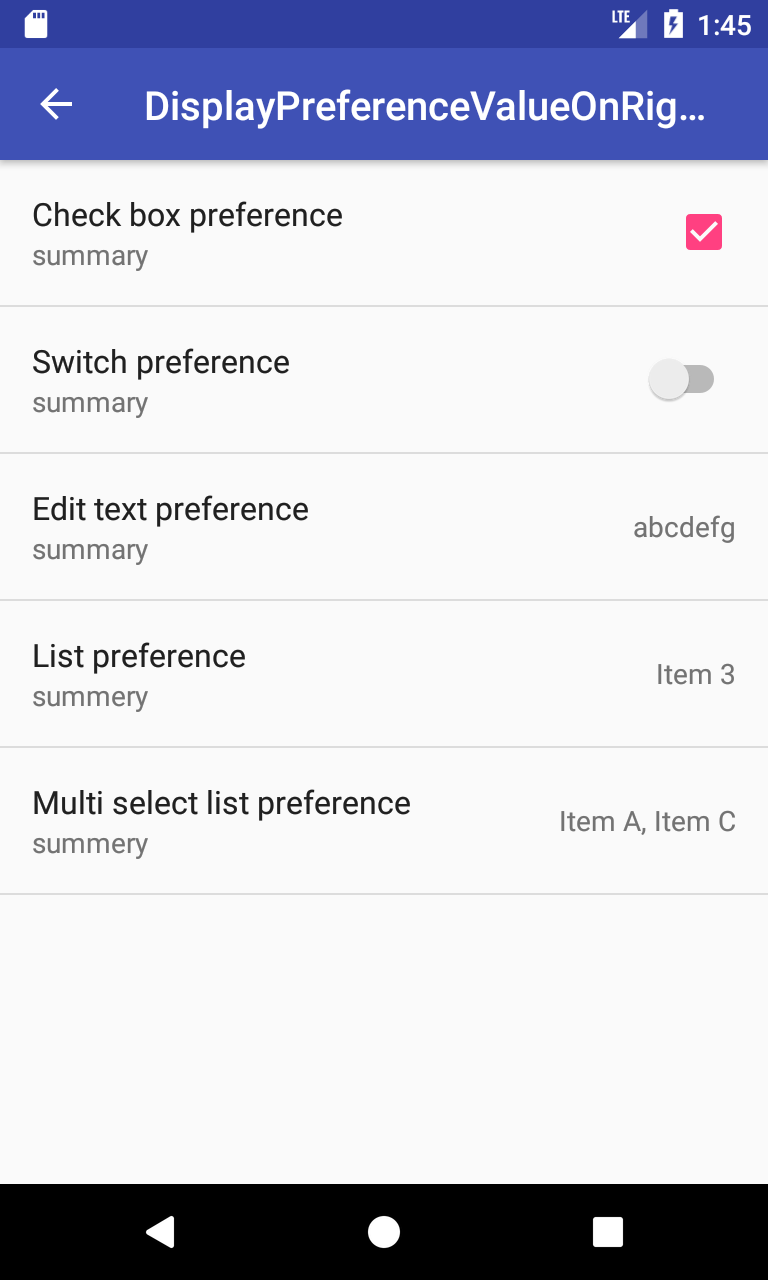 LTE 1:45
DisplayPreferenceValueOnRig...
Check box preference
summary
Switch preference
summary
Edit text preference
summary
abcdefg
List preference
summery
Item 3
Multi select list preference
summery
Item A, Item C